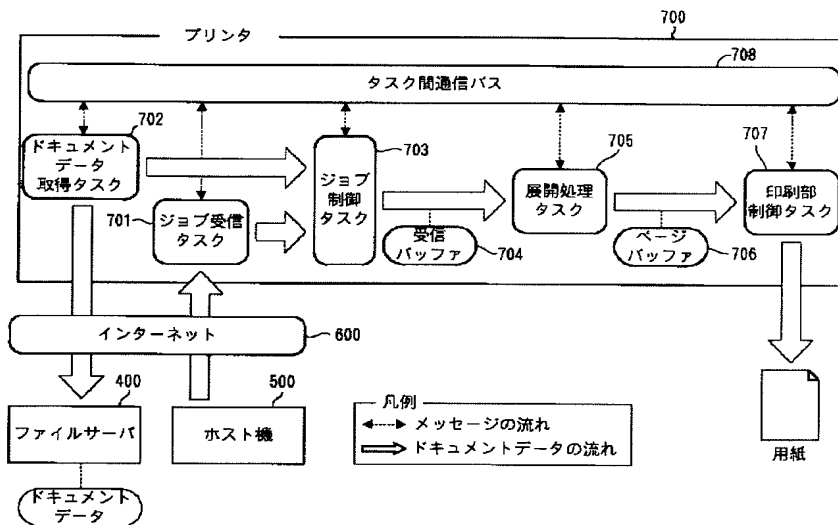 プリンタ
700
708
タスク間通信バス
702
ドキュメント
データ
取得タスク
701
ジョブ受信
タスク
703
ジョブ
制御
タスク
受信
バッファ
704
705
展開処理
タスク
ページ
バッファ
706
707
印刷部
制御タスク
インターネット
600
400
ファイルサーバ
ドキュメント
データ
500
ホスト機
凡例
メッセージの流れ
ドキュメントデータの流れ
用紙